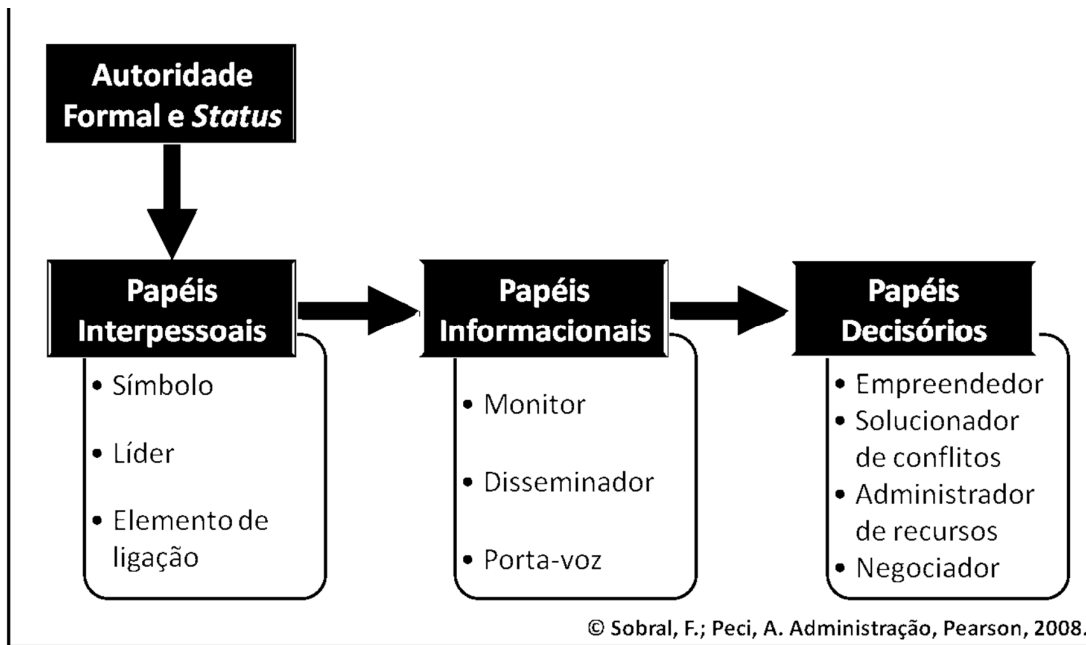 Autoridade
Formal e Status
Papéis
Interpessoais
• Símbolo
• Líder
• Elemento de
ligação
Papéis
Informacionais
• Monitor
• Disseminador
• Porta-voz
Papéis
Decisórios
• Empreendedor
• Solucionador
de conflitos
• Administrador
de recursos
• Negociador
© Sobral, F.; Peci, A. Administração, Pearson, 2008.